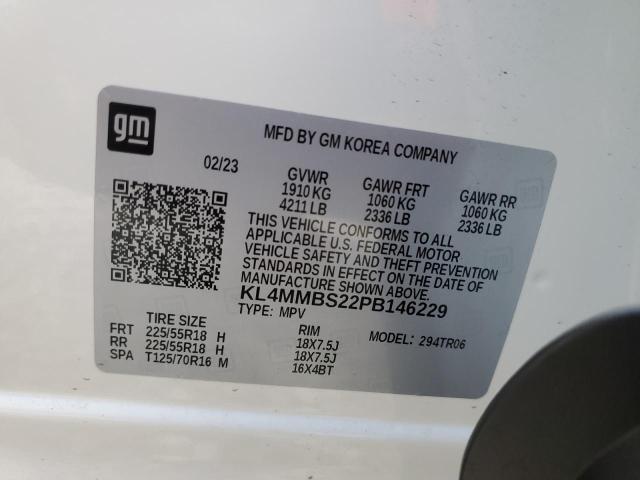 gm
MFD BY GM KOREA COMPANY
02/23
GVWR GAWR FRT GAWR RR
1910 KG 1060 KG 1060 KG
4211 LB 2336 LB 2336 LB
THIS VEHICLE CONFORMS TO ALL
APPLICABLE U.S. FEDERAL MOTOR
VEHICLE SAFETY AND THEFT PREVENTION
STANDARDS IN EFFECT ON THE DATE OF
MANUFACTURE SHOWN ABOVE.
KL4MMBS22PB146229
TYPE: MPV
TIRE SIZE RIM MODEL: 294TR06
FRT 225/55R18 H 18X7.5J
RR 225/55R18 H 18X7.5J
SPA T125/70R16 M 16X4BT